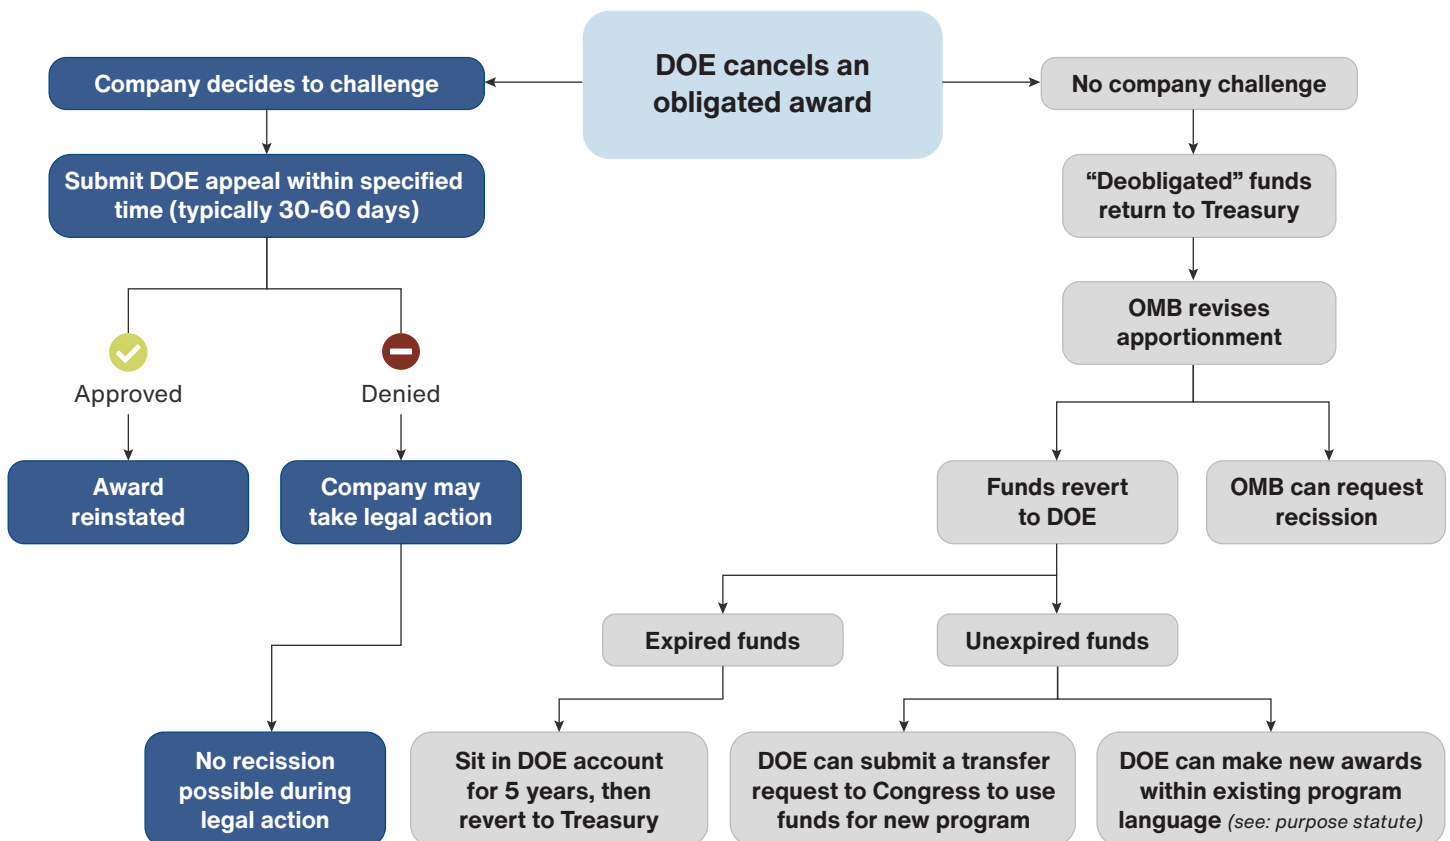 DOE cancels an
obligated award
Company decides to challenge
No company challenge
Submit DOE appeal within specified
time (typically 30-60 days)
“Deobligated” funds
return to Treasury
OMB revises
apportionment
Approved
Denied
Award
reinstated
Company may
take legal action
Funds revert
to DOE
OMB can request
recission
Expired funds
Unexpired funds
No recission
possible during
legal action
Sit in DOE account
for 5 years, then
revert to Treasury
DOE can submit a transfer
request to Congress to use
funds for new program
DOE can make new awards
within existing program
language (see: purpose statute)